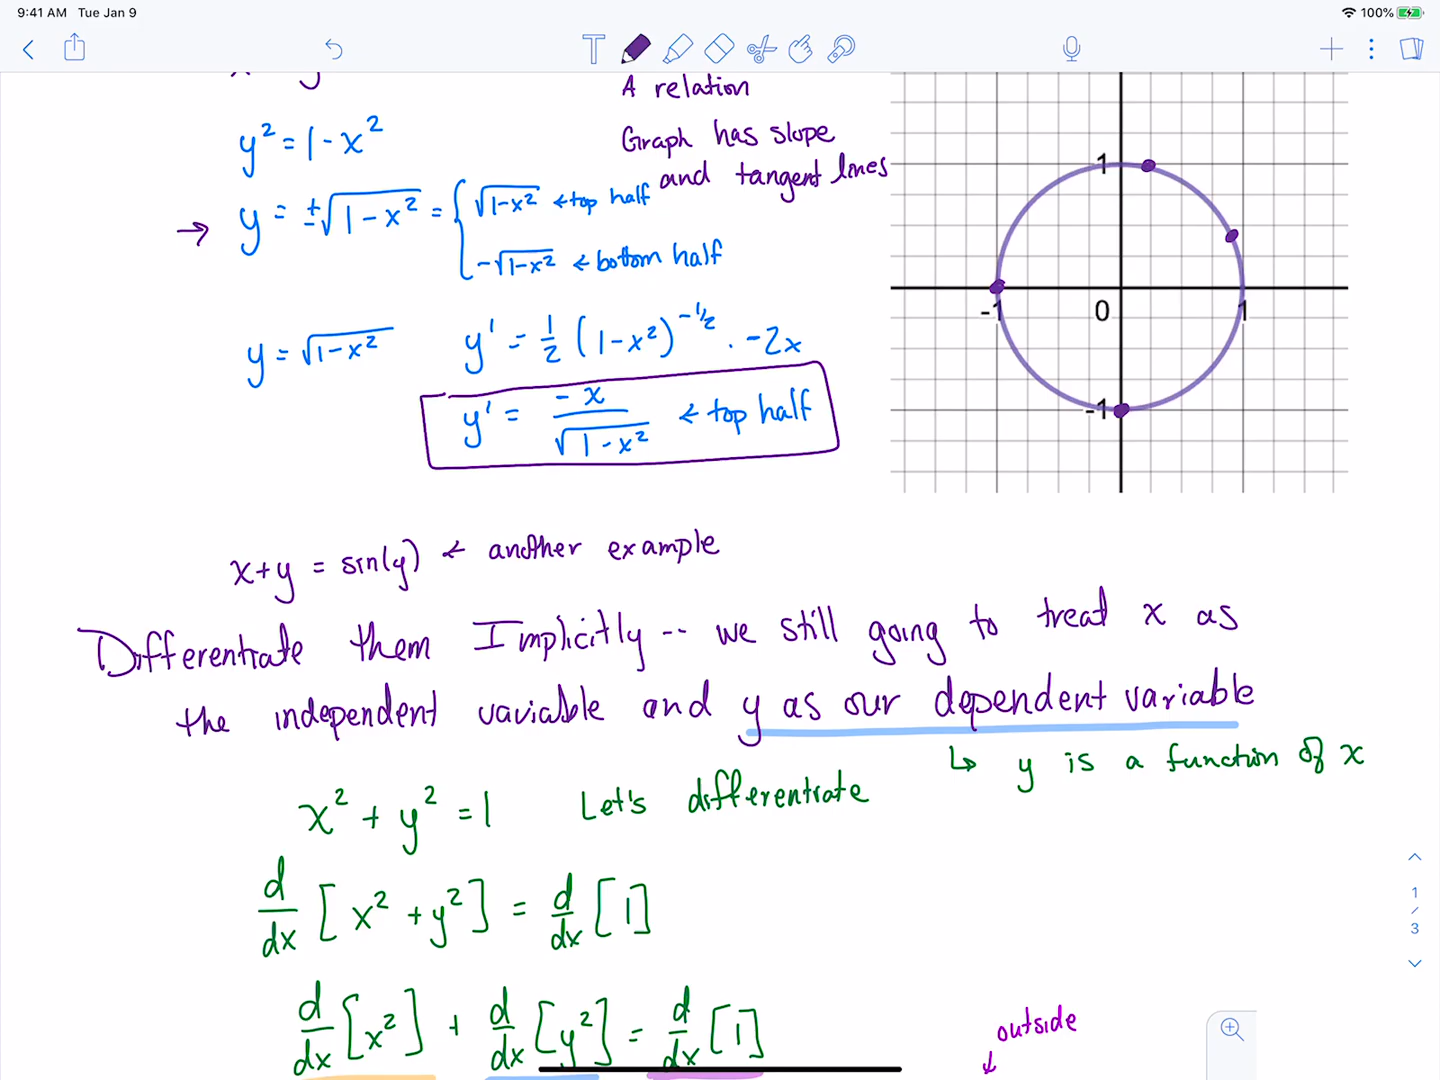 9:41 AM Tue Jan 9
100%
A relation
y² = 1 - x²
Graph has slope
and tangent lines
→ y = ±√(1 - x²) = { √(1-x²) ← top half
-√(1-x²) ← bottom half
y = √(1-x²)
y' = 1/2 (1-x²)^(-1/2) · -2x
y' = -x / √(1-x²) ← top half
1
-1
0
1
-1
x+y = sin(y) ← another example
Differentiate them Implicitly -- we still going to treat x as
the independent variable and y as our dependent variable
↳ y is a function of x
x² + y² = 1 Let's differentiate
d/dx [x² + y²] = d/dx [1]
d/dx [x²] + d/dx [y²] = d/dx [1]
outside
↓
1
/
3